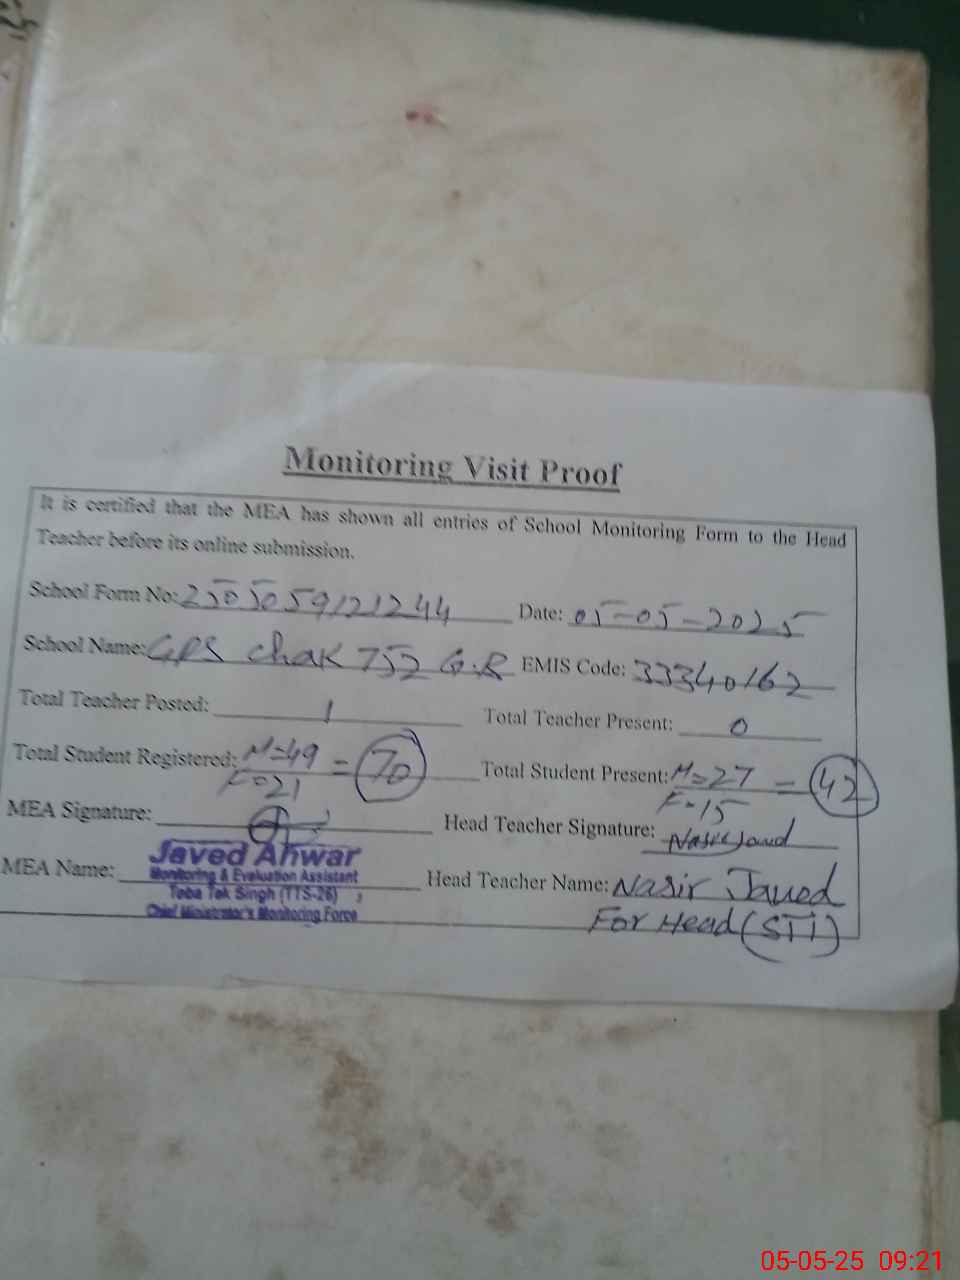 Monitoring Visit Proof
It is certified that the MEA has shown all entries of School Monitoring Form to the Head
Teacher before its online submission.
School Form No: 2505059121244 Date: 05-05-2025
School Name: GPS Chak 752 G.B EMIS Code: 33340162
Total Teacher Posted: 1 Total Teacher Present: 0
Total Student Registered: M=49 = 70 Total Student Present: M=27 = 42
F=21 F=15
MEA Signature: Head Teacher Signature:
Javed Anwar
MEA Name: Monitoring & Evaluation Assistant Head Teacher Name: Nasir Javed
Toba Tek Singh (TTS-26)
Chief Minister's Monitoring Force For Head (STI)
05-05-25 09:21